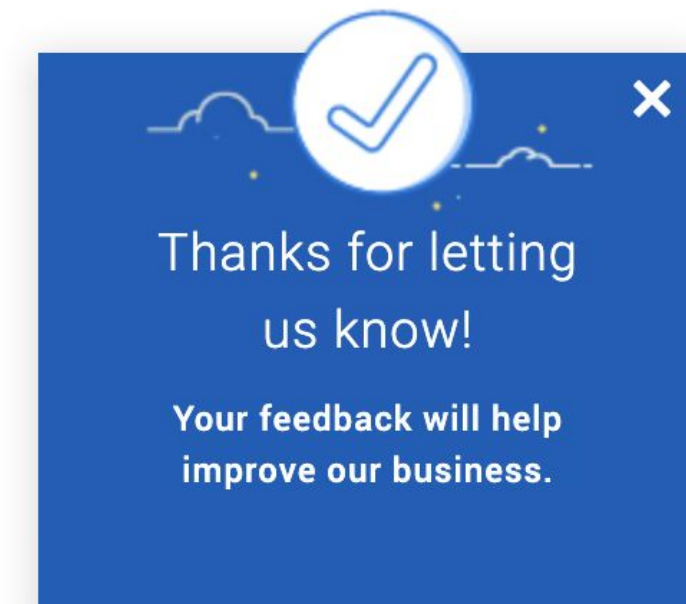 Thanks for letting
us know!
Your feedback will help
improve our business.